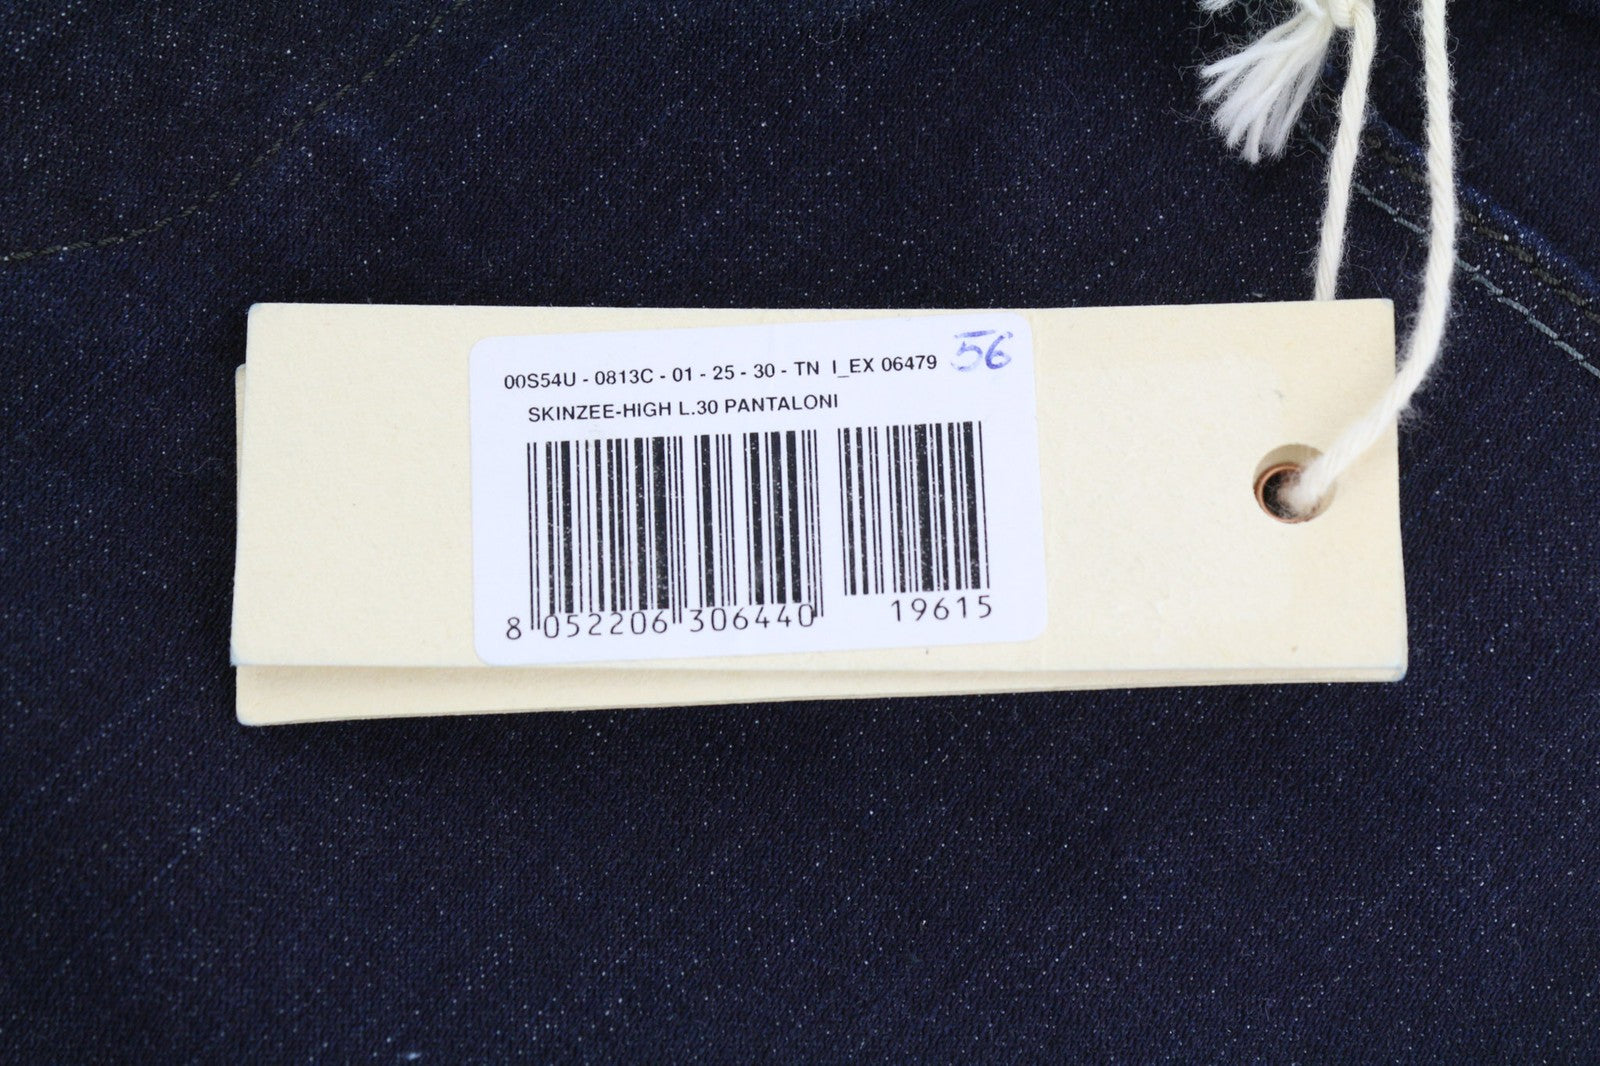 00S54U - 0813C - 01 - 25 - 30 - TN I_EX 06479 56
SKINZEE-HIGH L.30 PANTALONI
8 052206 306440 19615